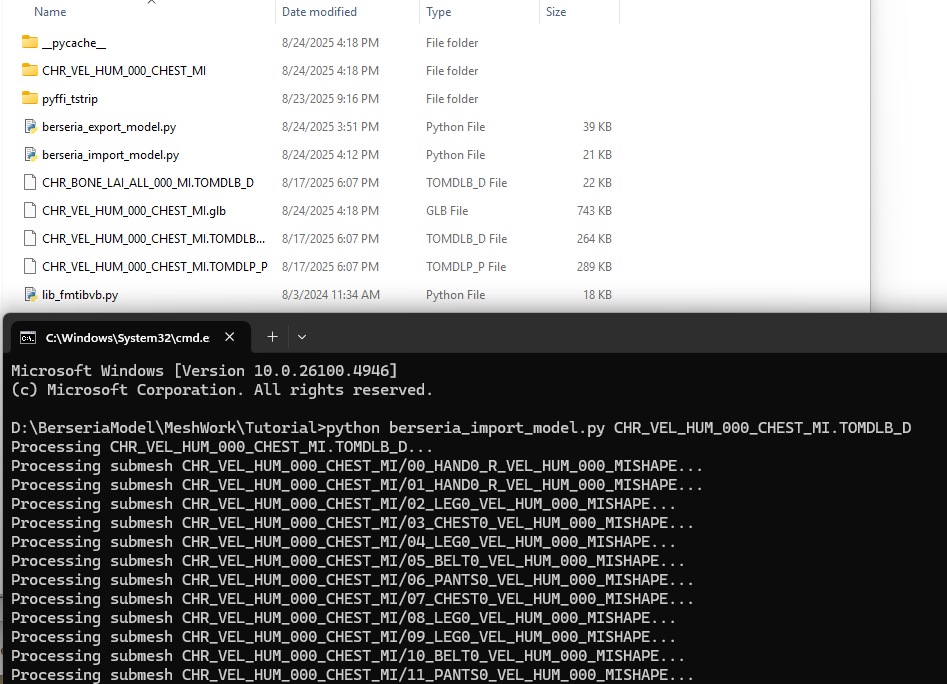 Name Date modified Type Size
__pycache__ 8/24/2025 4:18 PM File folder
CHR_VEL_HUM_000_CHEST_MI 8/24/2025 4:18 PM File folder
pyffi_tstrip 8/23/2025 9:16 PM File folder
berseria_export_model.py 8/24/2025 3:51 PM Python File 39 KB
berseria_import_model.py 8/24/2025 4:12 PM Python File 21 KB
CHR_BONE_LAI_ALL_000_MI.TOMDLB_D 8/17/2025 6:07 PM TOMDLB_D File 22 KB
CHR_VEL_HUM_000_CHEST_MI.glb 8/24/2025 4:18 PM GLB File 743 KB
CHR_VEL_HUM_000_CHEST_MI.TOMDLB... 8/17/2025 6:07 PM TOMDLB_D File 264 KB
CHR_VEL_HUM_000_CHEST_MI.TOMDLP_P 8/17/2025 6:07 PM TOMDLP_P File 289 KB
lib_fmtibvb.py 8/3/2024 11:34 AM Python File 18 KB
C:\Windows\System32\cmd.e
Microsoft Windows [Version 10.0.26100.4946]
(c) Microsoft Corporation. All rights reserved.
D:\BerseriaModel\MeshWork\Tutorial>python berseria_import_model.py CHR_VEL_HUM_000_CHEST_MI.TOMDLB_D
Processing CHR_VEL_HUM_000_CHEST_MI.TOMDLB_D...
Processing submesh CHR_VEL_HUM_000_CHEST_MI/00_HAND0_R_VEL_HUM_000_MISHAPE...
Processing submesh CHR_VEL_HUM_000_CHEST_MI/01_HAND0_R_VEL_HUM_000_MISHAPE...
Processing submesh CHR_VEL_HUM_000_CHEST_MI/02_LEG0_VEL_HUM_000_MISHAPE...
Processing submesh CHR_VEL_HUM_000_CHEST_MI/03_CHEST0_VEL_HUM_000_MISHAPE...
Processing submesh CHR_VEL_HUM_000_CHEST_MI/04_LEG0_VEL_HUM_000_MISHAPE...
Processing submesh CHR_VEL_HUM_000_CHEST_MI/05_BELT0_VEL_HUM_000_MISHAPE...
Processing submesh CHR_VEL_HUM_000_CHEST_MI/06_PANTS0_VEL_HUM_000_MISHAPE...
Processing submesh CHR_VEL_HUM_000_CHEST_MI/07_CHEST0_VEL_HUM_000_MISHAPE...
Processing submesh CHR_VEL_HUM_000_CHEST_MI/08_LEG0_VEL_HUM_000_MISHAPE...
Processing submesh CHR_VEL_HUM_000_CHEST_MI/09_LEG0_VEL_HUM_000_MISHAPE...
Processing submesh CHR_VEL_HUM_000_CHEST_MI/10_BELT0_VEL_HUM_000_MISHAPE...
Processing submesh CHR_VEL_HUM_000_CHEST_MI/11_PANTS0_VEL_HUM_000_MISHAPE...